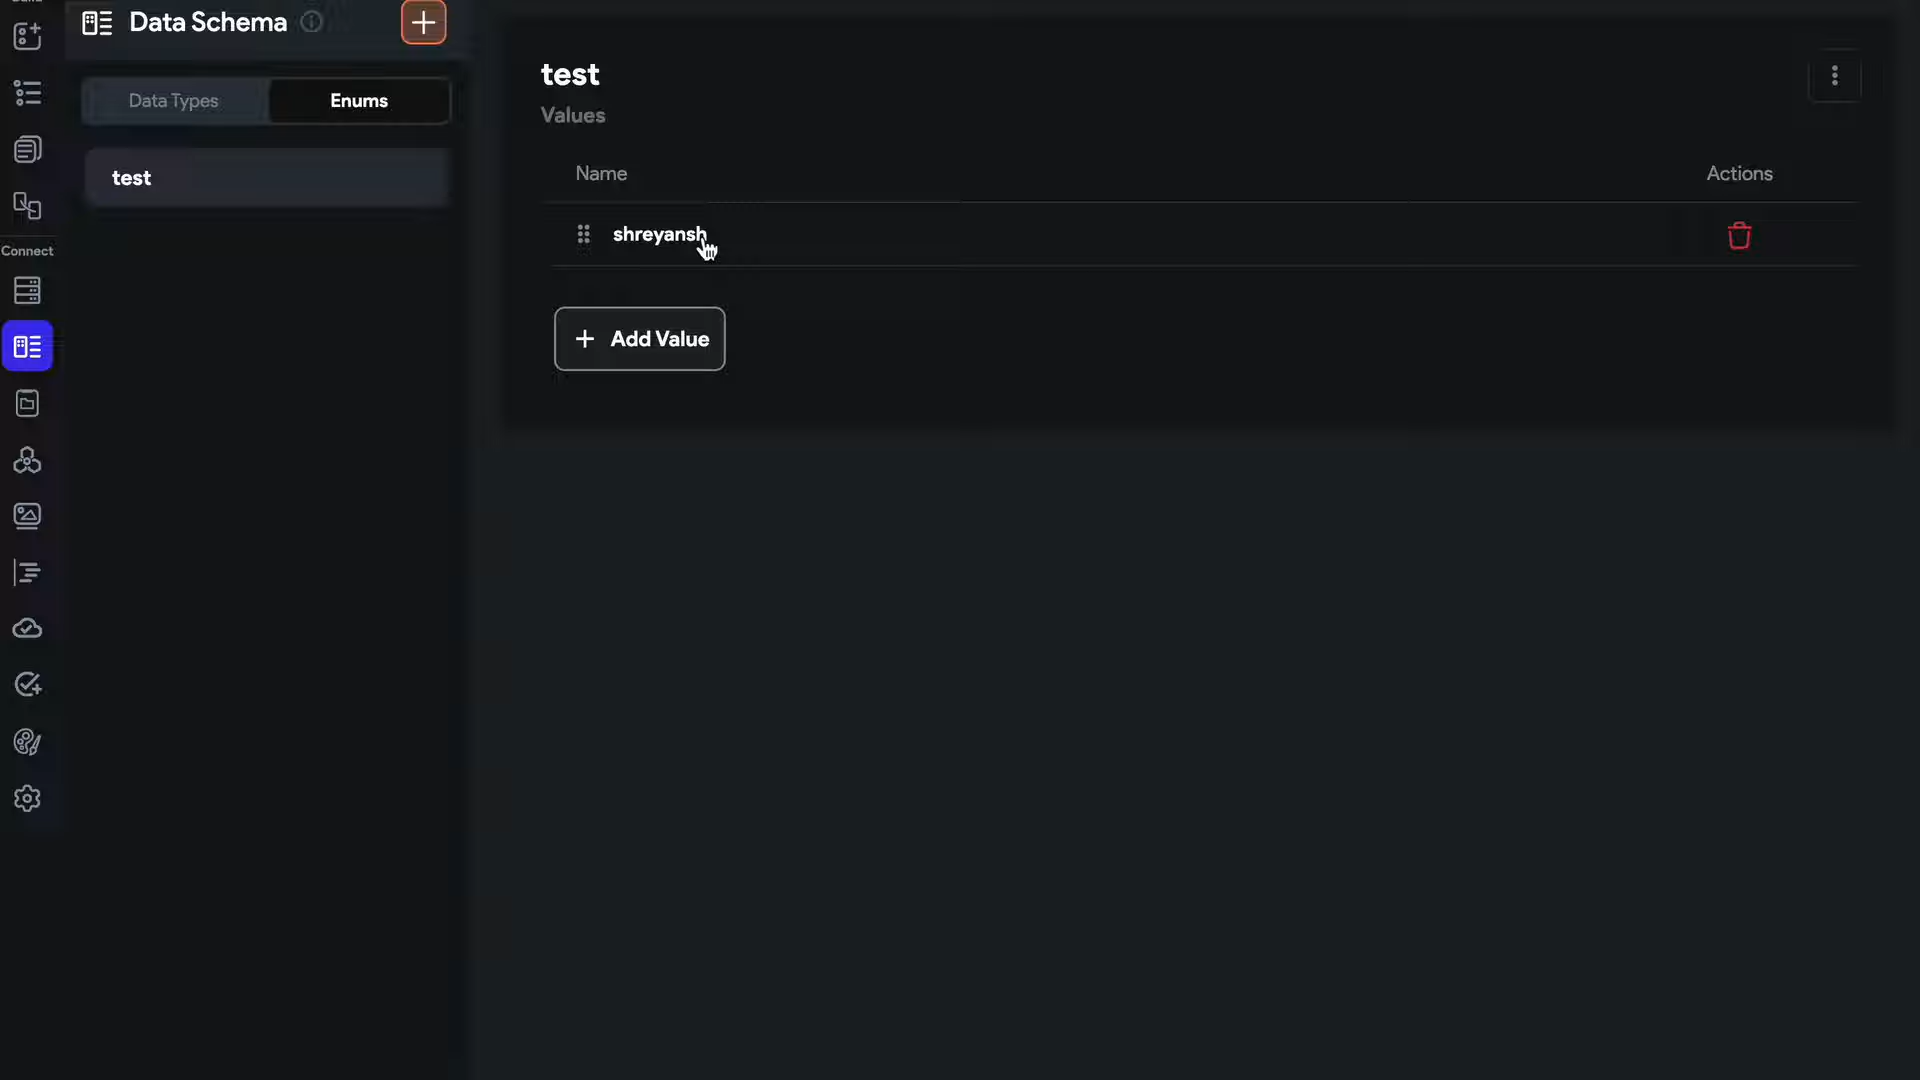 Data Schema
Data Types
Enums
test
Connect
test
Values
Name
Actions
shreyansh
Add Value